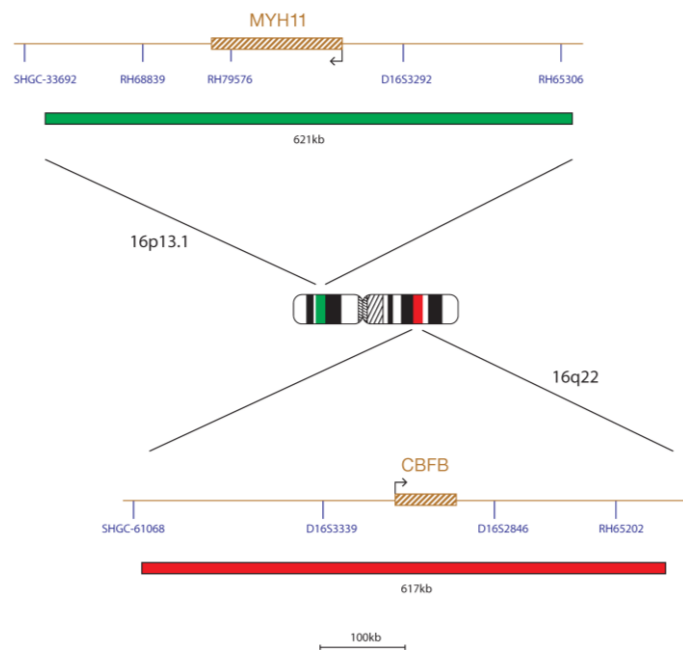 MYH11
SHGC-33692
RH68839
RH79576
D16S3292
RH65306
621kb
16p13.1
16q22
CBFB
SHGC-61068
D16S3339
D16S2846
RH65202
617kb
100kb